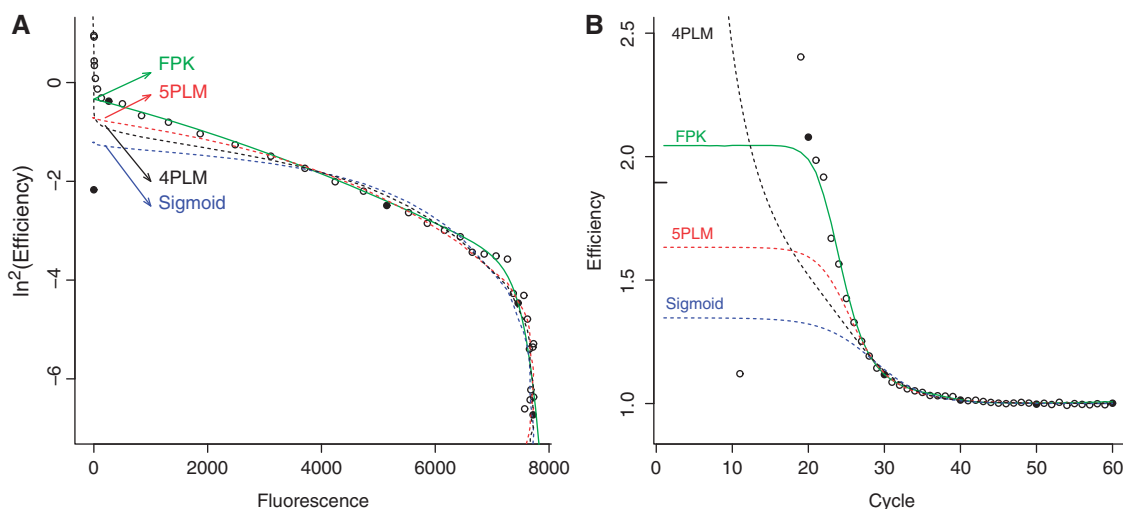 A
FPK
5PLM
4PLM
Sigmoid
ln²(Efficiency)
0
−2
−4
−6
0 2000 4000 6000 8000
Fluorescence
B
4PLM
FPK
5PLM
Sigmoid
Efficiency
2.5
2.0
1.5
1.0
0 10 20 30 40 50 60
Cycle